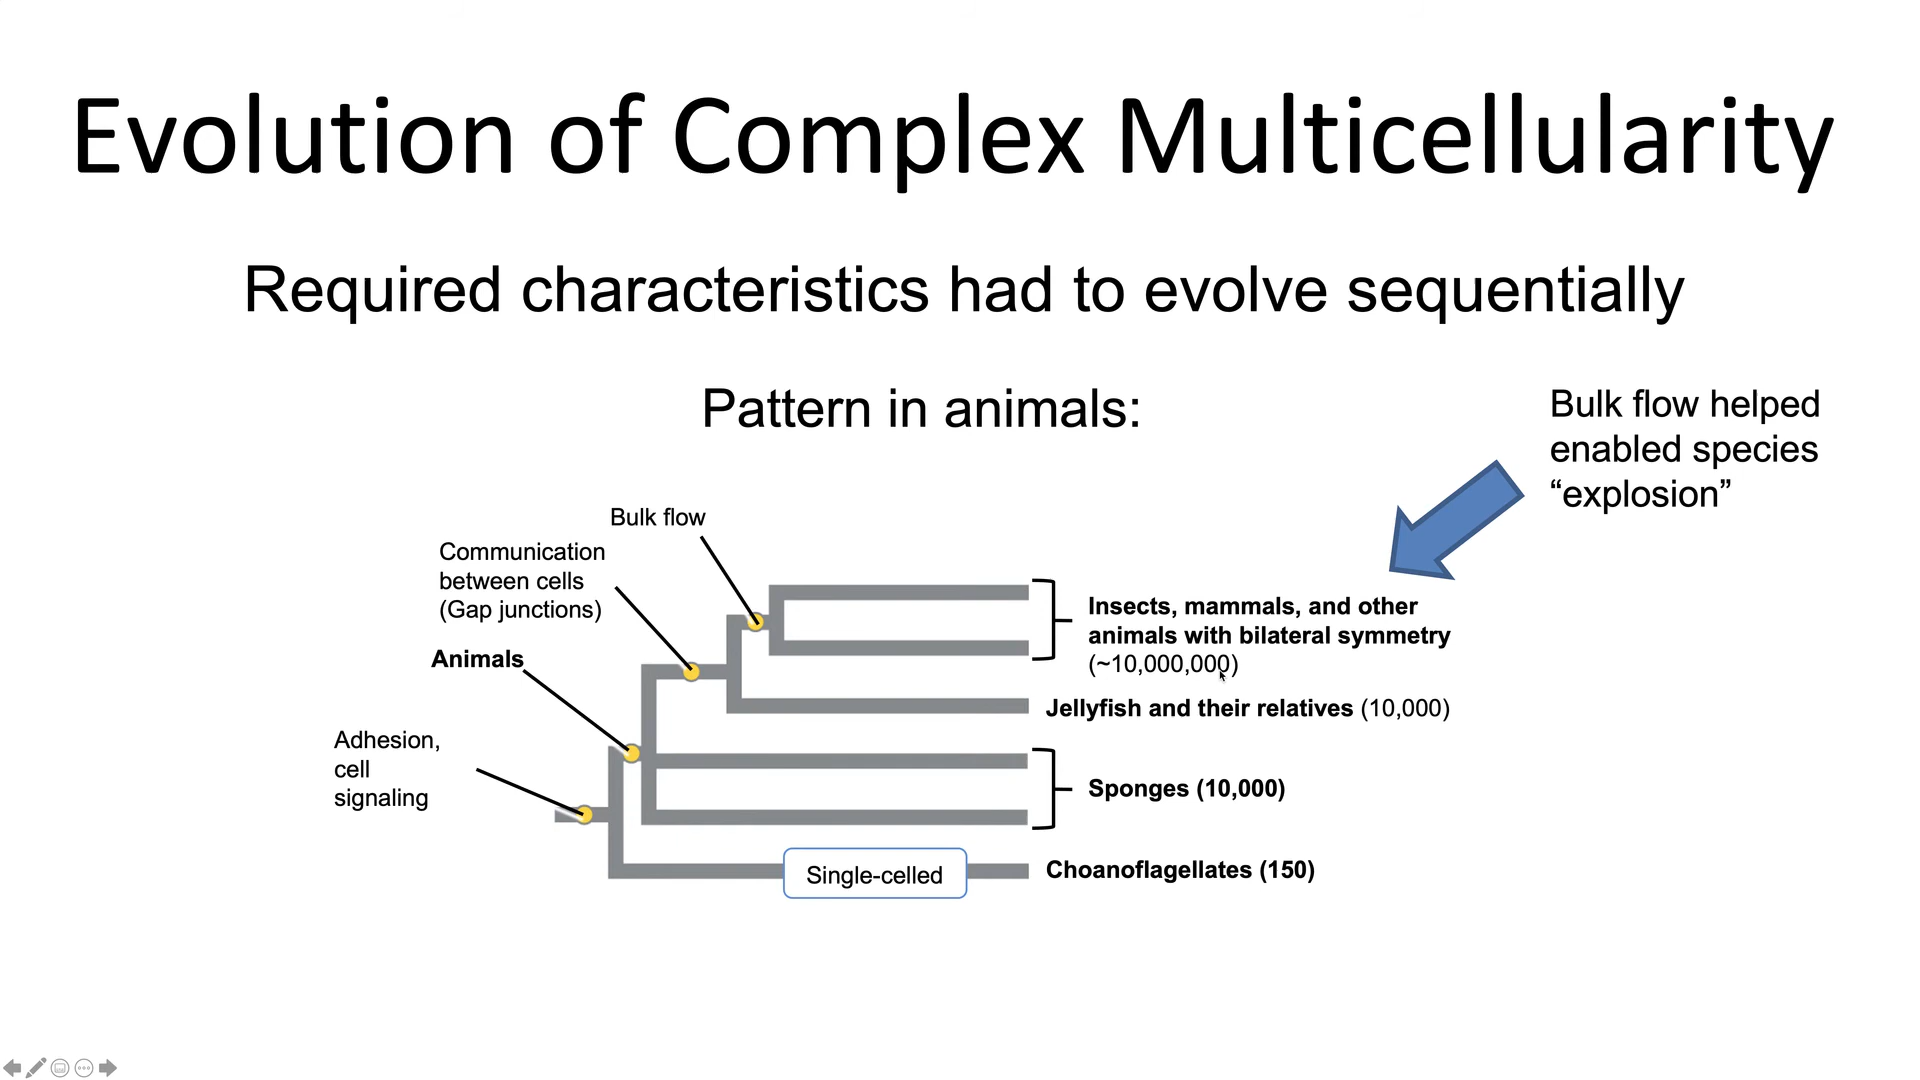 Evolution of Complex Multicellularity
Required characteristics had to evolve sequentially
Pattern in animals:
Bulk flow helped
enabled species
“explosion”
Bulk flow
Communication
between cells
(Gap junctions)
Animals
Adhesion,
cell
signaling
Insects, mammals, and other
animals with bilateral symmetry
(~10,000,000)
Jellyfish and their relatives (10,000)
Sponges (10,000)
Single-celled
Choanoflagellates (150)